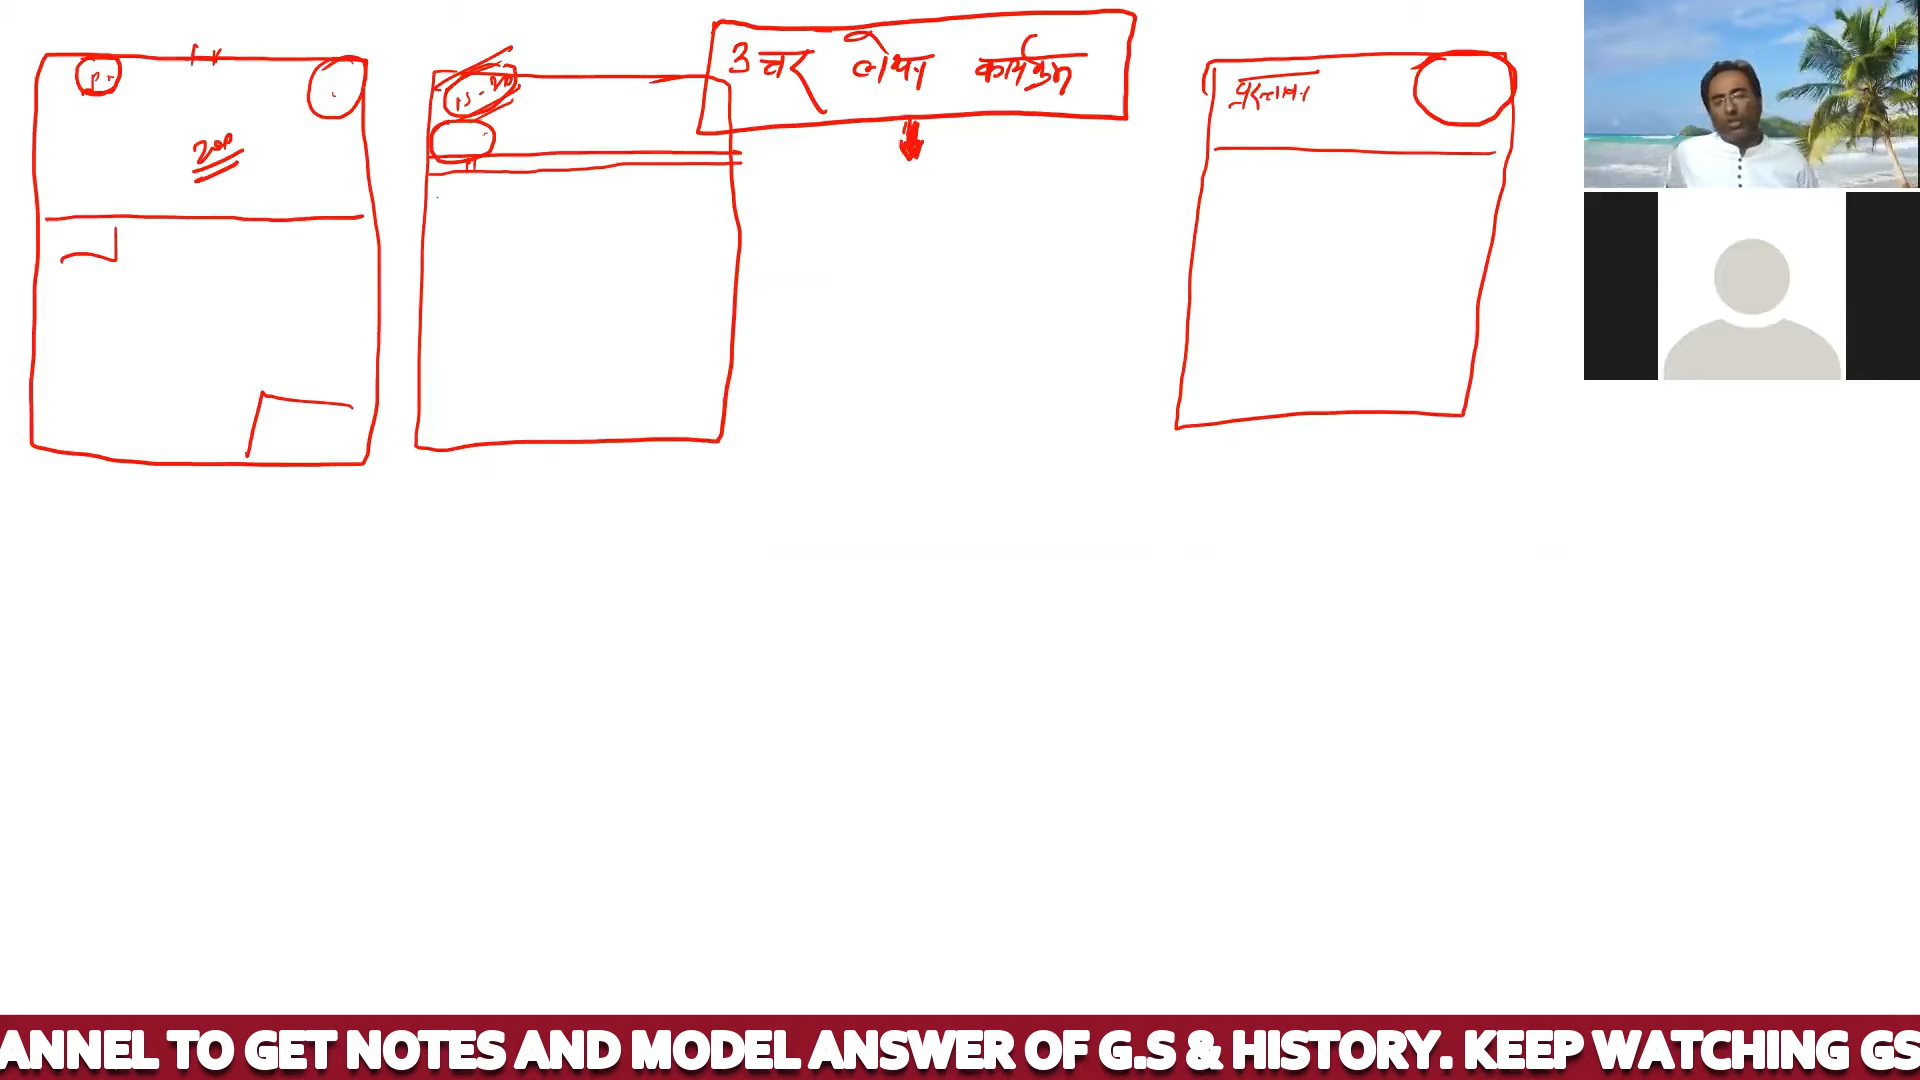 उत्तर लेखन कार्यक्रम
प्रस्तावना
200
ANNEL TO GET NOTES AND MODEL ANSWER OF G.S & HISTORY. KEEP WATCHING GS